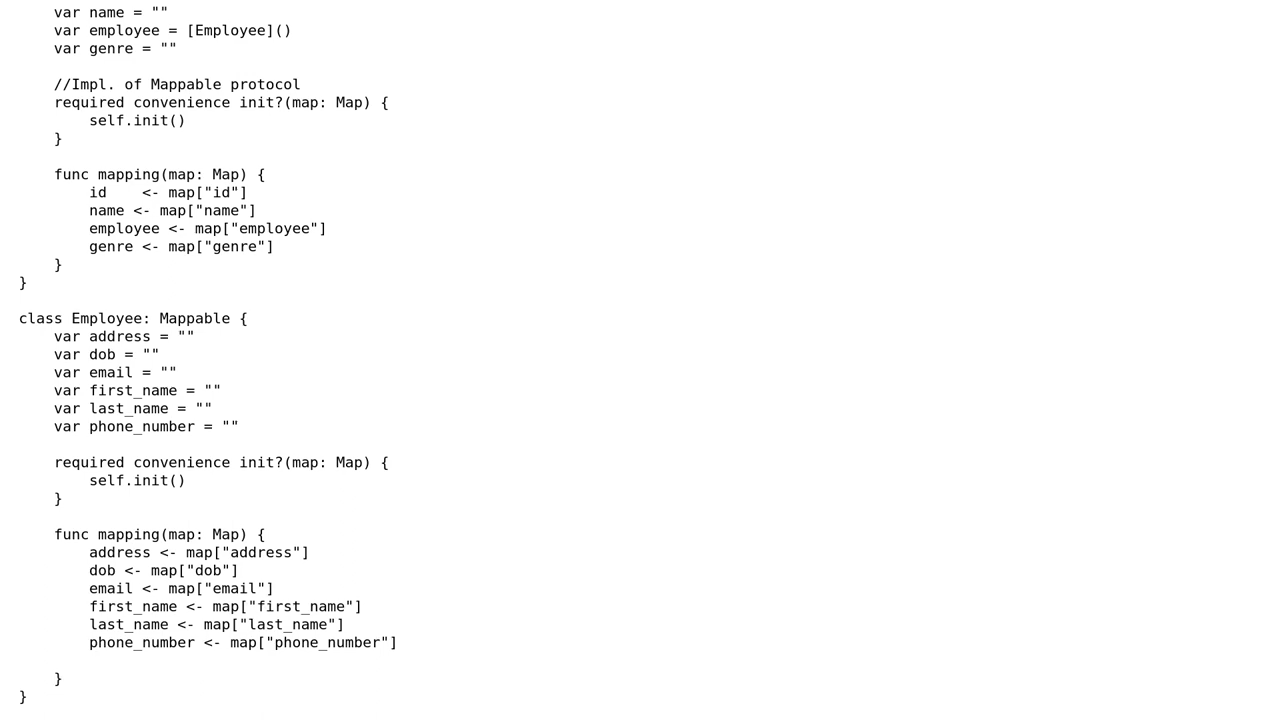 var name = ""
    var employee = [Employee]()
    var genre = ""

    //Impl. of Mappable protocol
    required convenience init?(map: Map) {
        self.init()
    }

    func mapping(map: Map) {
        id    <- map["id"]
        name <- map["name"]
        employee <- map["employee"]
        genre <- map["genre"]
    }
}

class Employee: Mappable {
    var address = ""
    var dob = ""
    var email = ""
    var first_name = ""
    var last_name = ""
    var phone_number = ""

    required convenience init?(map: Map) {
        self.init()
    }

    func mapping(map: Map) {
        address <- map["address"]
        dob <- map["dob"]
        email <- map["email"]
        first_name <- map["first_name"]
        last_name <- map["last_name"]
        phone_number <- map["phone_number"]

    }
}